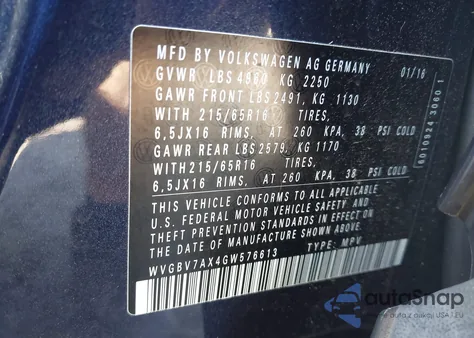 MFD BY VOLKSWAGEN AG GERMANY
01/16
GVWR LBS 4960 KG 2250
GAWR FRONT LBS 2491, KG 1130
WITH 215/65R16 TIRES,
6,5JX16 RIMS, AT 260 KPA, 38 PSI COLD
GAWR REAR LBS 2579, KG 1170
WITH 215/65R16 TIRES,
6,5JX16 RIMS, AT 260 KPA, 38 PSI COLD
THIS VEHICLE CONFORMS TO ALL APPLICABLE
U.S. FEDERAL MOTOR VEHICLE SAFETY AND
THEFT PREVENTION STANDARDS IN EFFECT ON
THE DATE OF MANUFACTURE SHOWN ABOVE.
WVGBV7AX4GW576613 TYPE: MPV
autoSnap